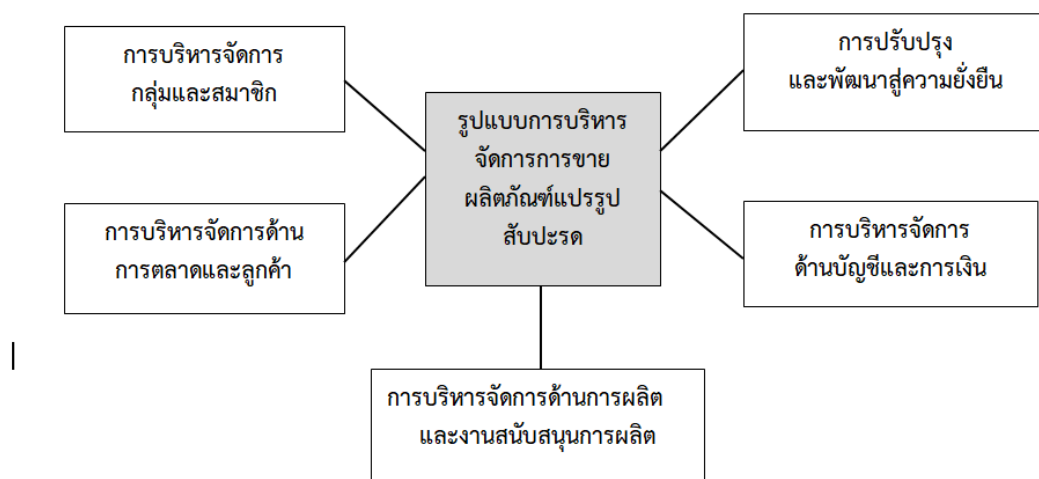 การบริหารจัดการ
กลุ่มและสมาชิก
การปรับปรุง
และพัฒนาสู่ความยั่งยืน
รูปแบบการบริหาร
จัดการการขาย
ผลิตภัณฑ์แปรรูป
สับปะรด
การบริหารจัดการด้าน
การตลาดและลูกค้า
การบริหารจัดการ
ด้านบัญชีและการเงิน
การบริหารจัดการด้านการผลิต
และงานสนับสนุนการผลิต